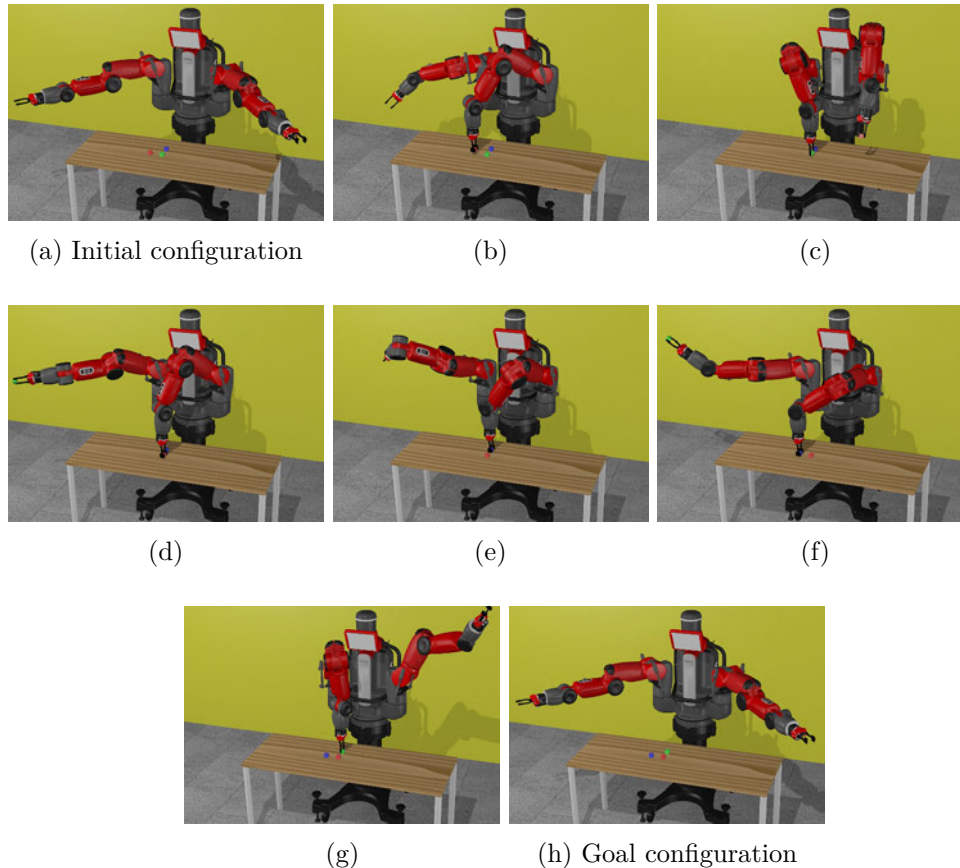 (a) Initial configuration
(b)
(c)
(d)
(e)
(f)
(g)
(h) Goal configuration